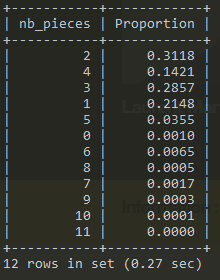 +-----------+------------+
| nb_pieces | Proportion |
+-----------+------------+
| 2 | 0.3118 |
| 4 | 0.1421 |
| 3 | 0.2857 |
| 1 | 0.2148 |
| 5 | 0.0355 |
| 0 | 0.0010 |
| 6 | 0.0065 |
| 8 | 0.0005 |
| 7 | 0.0017 |
| 9 | 0.0003 |
| 10 | 0.0001 |
| 11 | 0.0000 |
+-----------+------------+
12 rows in set (0.27 sec)